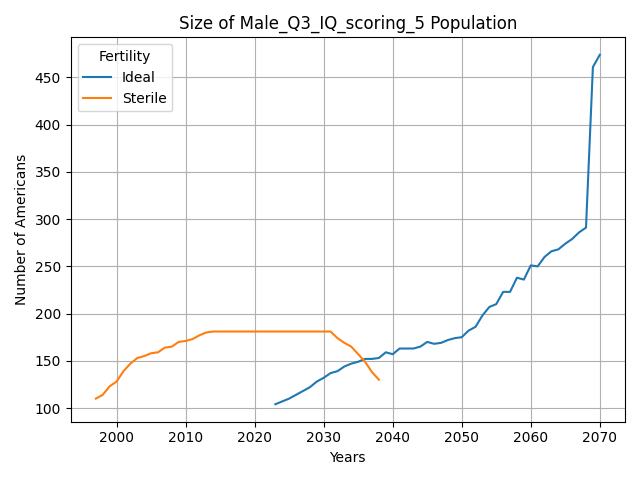 Size of Male_Q3_IQ_scoring_5 Population
Fertility
Ideal
Sterile
Number of Americans
450
400
350
300
250
200
150
100
2000 2010 2020 2030 2040 2050 2060 2070
Years